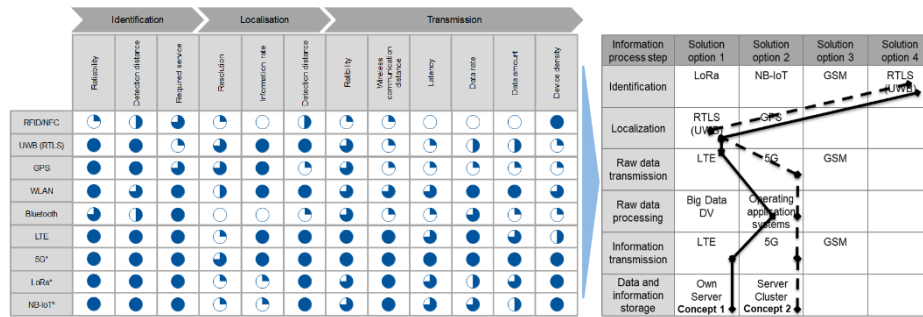 Identification Localisation Transmission
Reliability
Detection distance
Required service
Resolution
Information rate
Detection distance
Relibility
Wireless
communication
distance
Latency
Data rate
Data amount
Device density
RFID/NFC
UWB (RTLS)
GPS
WLAN
Bluetooth
LTE
5G*
LoRa*
NB-IoT*
Information
process step
Solution
option 1
Solution
option 2
Solution
option 3
Solution
option 4
Identification
LoRa
NB-IoT
GSM
RTLS
(UWB)
Localization
RTLS
(UWB)
GPS
Raw data
transmission
LTE
5G
GSM
Raw data
processing
Big Data
DV
Operating
application
systems
Information
transmission
LTE
5G
GSM
Data and
information
storage
Own
Server
Concept 1
Server
Cluster
Concept 2